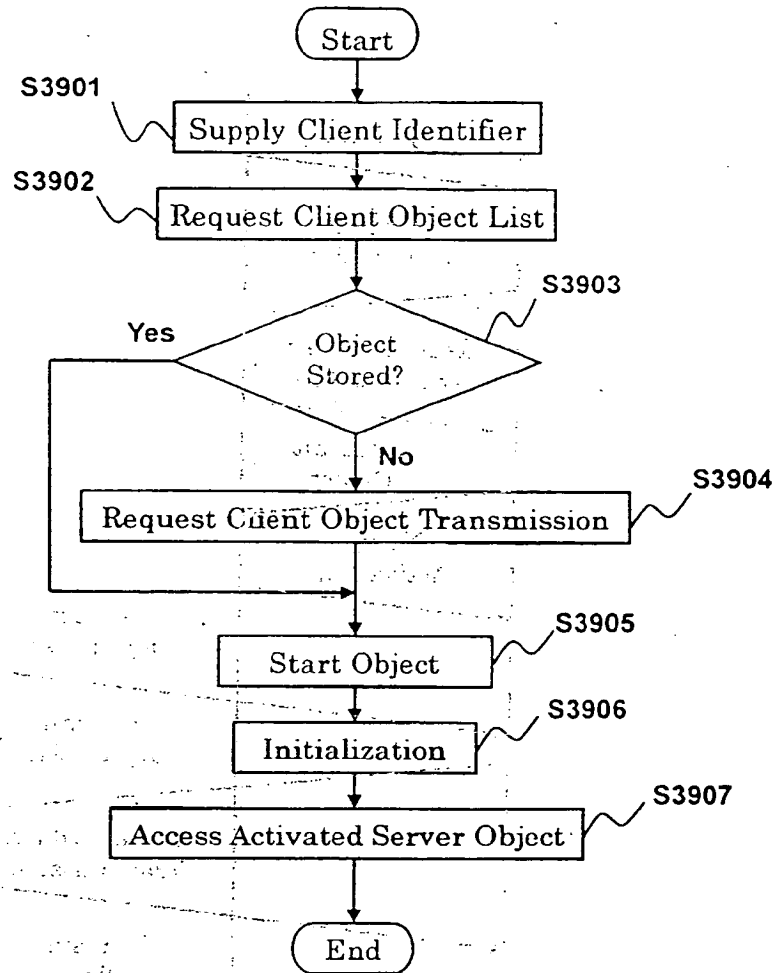 Start
S3901
Supply Client Identifier
S3902
Request Client Object List
S3903
Yes
Object
Stored?
No
S3904
Request Client Object Transmission
S3905
Start Object
S3906
Initialization
S3907
Access Activated Server Object
End